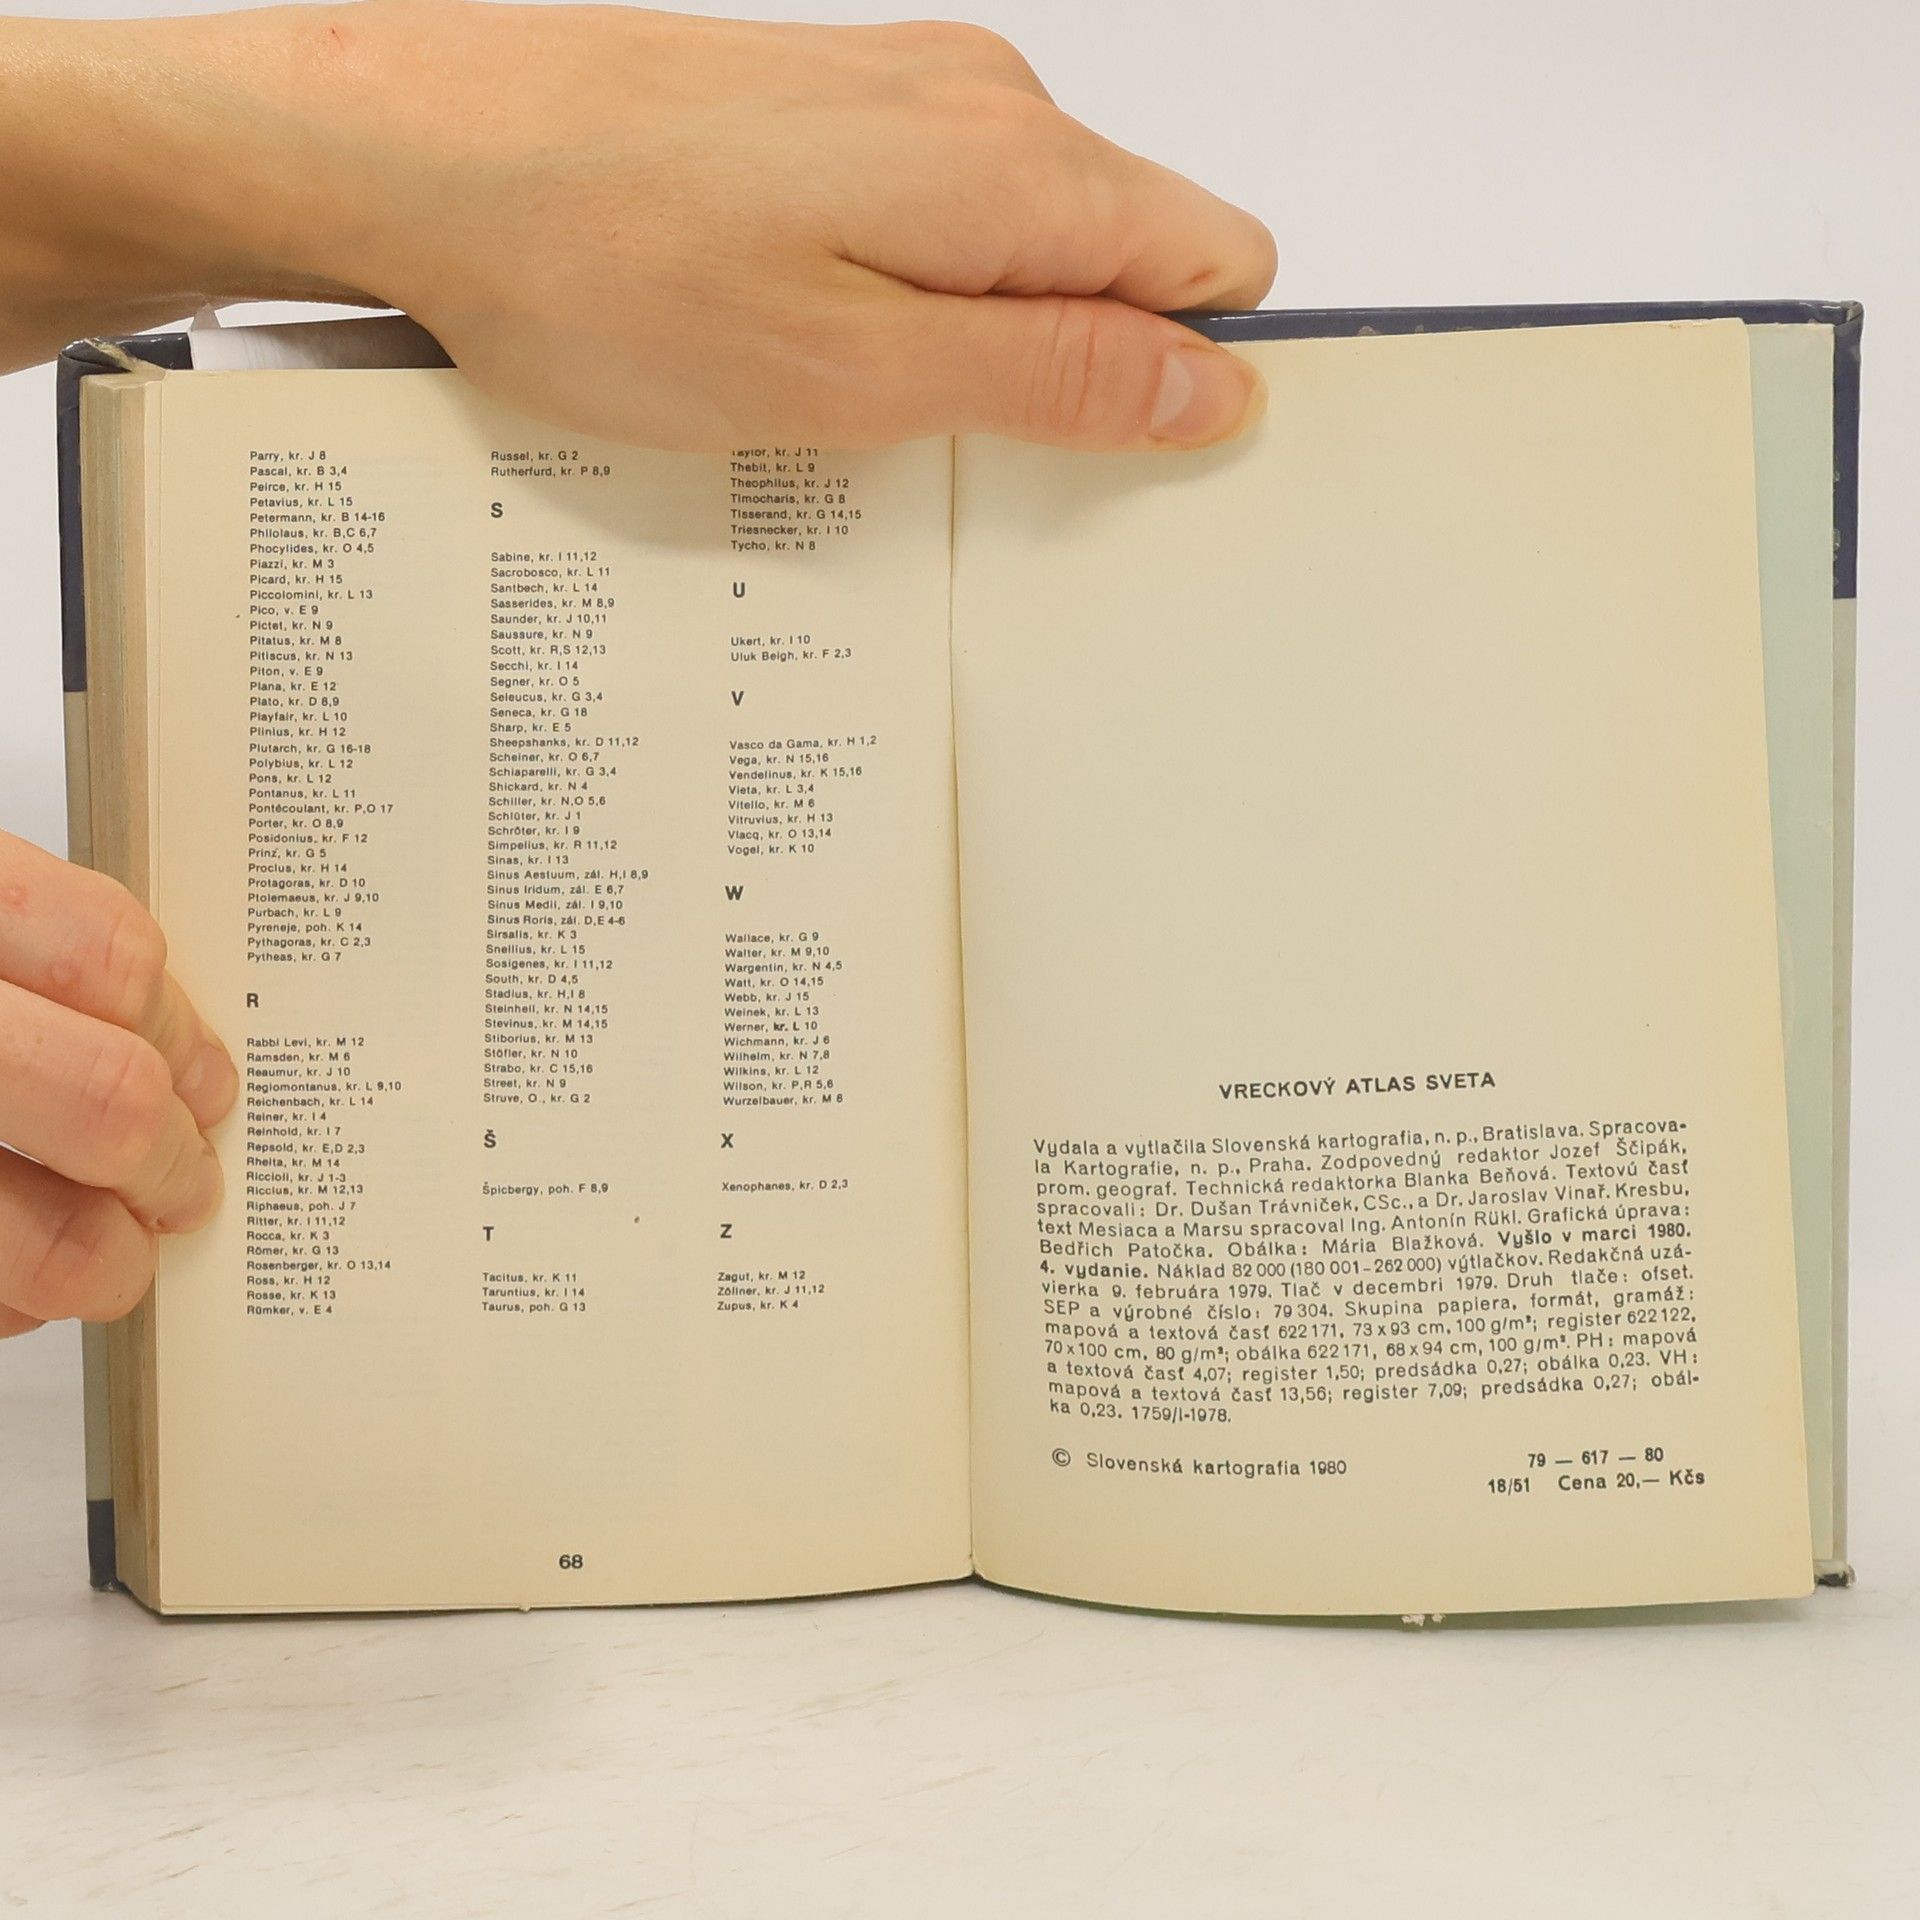 Parry, kr. J 8
Pascal, kr. B 3,4
Peirce, kr. H 15
Petavius, kr. L 15
Petermann, kr. B 14-16
Philolaus, kr. B,C 6,7
Phocylides, kr. O 4,5
Piazzi, kr. M 3
Picard, kr. H 15
Piccolomini, kr. L 13
Pico, v. E 9
Pictet, kr. N 9
Pitatus, kr. M 8
Pitiscus, kr. N 13
Piton, v. E 9
Plana, kr. E 12
Plato, kr. D 8,9
Playfair, kr. L 10
Plinius, kr. H 12
Plutarch, kr. G 16-18
Polybius, kr. L 12
Pons, kr. L 12
Pontanus, kr. L 11
Pontécoulant, kr. P,O 17
Porter, kr. O 8,9
Posidonius, kr. F 12
Prinz, kr. G 5
Proclus, kr. H 14
Protagoras, kr. D 10
Ptolemaeus, kr. J 9,10
Purbach, kr. L 9
Pyreneje, poh. K 14
Pythagoras, kr. C 2,3
Pytheas, kr. G 7
R
Rabbi Levi, kr. M 12
Ramsden, kr. M 6
Reaumur, kr. J 10
Regiomontanus, kr. L 9,10
Reichenbach, kr. L 14
Reiner, kr. I 4
Reinhold, kr. I 7
Repsold, kr. E,D 2,3
Rheita, kr. M 14
Riccioli, kr. J 1-3
Riccius, kr. M 12,13
Riphaeus, poh. J 7
Ritter, kr. I 11,12
Rocca, kr. K 3
Römer, kr. G 13
Rosenberger, kr. O 13,14
Ross, kr. H 12
Rosse, kr. K 13
Rümker, v. E 4
Russel, kr. G 2
Rutherfurd, kr. P 8,9
S
Sabine, kr. I 11,12
Sacrobosco, kr. L 11
Santbech, kr. L 14
Sasserides, kr. M 8,9
Saunder, kr. J 10,11
Saussure, kr. N 9
Scott, kr. R,S 12,13
Secchi, kr. I 14
Segner, kr. O 5
Seleucus, kr. G 3,4
Seneca, kr. G 18
Sharp, kr. E 5
Sheepshanks, kr. D 11,12
Scheiner, kr. O 6,7
Schiaparelli, kr. G 3,4
Shickard, kr. N 4
Schiller, kr. N,O 5,6
Schlüter, kr. J 1
Schröter, kr. I 9
Simpelius, kr. R 11,12
Sinas, kr. I 13
Sinus Aestuum, zál. H,I 8,9
Sinus Iridum, zál. E 6,7
Sinus Medii, zál. I 9,10
Sinus Roris, zál. D,E 4-6
Sirsalis, kr. K 3
Snellius, kr. L 15
Sosigenes, kr. I 11,12
South, kr. D 4,5
Stadius, kr. H,I 8
Steinheil, kr. N 14,15
Stevinus, kr. M 14,15
Stiborius, kr. M 13
Stöfler, kr. N 10
Strabo, kr. C 15,16
Street, kr. N 9
Struve, O., kr. G 2
Š
Špicbergy, poh. F 8,9
T
Tacitus, kr. K 11
Taruntius, kr. I 14
Taurus, poh. G 13
Taylor, kr. J 11
Thebit, kr. L 9
Theophilus, kr. J 12
Timocharis, kr. G 8
Tisserand, kr. G 14,15
Triesnecker, kr. I 10
Tycho, kr. N 8
U
Ukert, kr. I 10
Uluk Beigh, kr. F 2,3
V
Vasco da Gama, kr. H 1,2
Vega, kr. N 15,16
Vendelinus, kr. K 15,16
Vieta, kr. L 3,4
Vitello, kr. M 6
Vitruvius, kr. H 13
Vlacq, kr. O 13,14
Vogel, kr. K 10
W
Wallace, kr. G 9
Walter, kr. M 9,10
Wargentin, kr. N 4,5
Watt, kr. O 14,15
Webb, kr. J 15
Weinek, kr. L 13
Werner, kr. L 10
Wichmann, kr. J 6
Wilhelm, kr. N 7,8
Wilkins, kr. L 12
Wilson, kr. P,R 5,6
Wurzelbauer, kr. M 8
X
Xenophanes, kr. D 2,3
Z
Zagut, kr. M 12
Zöllner, kr. J 11,12
Zupus, kr. K 4
68
VRECKOVÝ ATLAS SVETA
Vydala a vytlačila Slovenská kartografia, n. p., Bratislava. Spracova-
la Kartografie, n. p., Praha. Zodpovedný redaktor Jozef Ščipák,
prom. geograf. Technická redaktorka Blanka Beňová. Textovú časť
spracovali: Dr. Dušan Trávniček, CSc., a Dr. Jaroslav Vinař. Kresbu,
text Mesiaca a Marsu spracoval Ing. Antonín Rükl. Grafická úprava:
Bedřich Patočka. Obálka: Mária Blažková. Vyšlo v marci 1980.
4. vydanie. Náklad 82 000 (180 001-262 000) výtlačkov. Redakčná uzá-
vierka 9. februára 1979. Tlač v decembri 1979. Druh tlače: ofset.
SEP a výrobné číslo: 79 304. Skupina papiera, formát, gramáž:
mapová a textová časť 622 171, 73 x 93 cm, 100 g/m²; register 622 122,
70 x 100 cm, 80 g/m²; obálka 622 171, 68 x 94 cm, 100 g/m². PH: mapová
a textová časť 4,07; register 1,50; predsádka 0,27; obálka 0,23. VH:
mapová a textová časť 13,56; register 7,09; predsádka 0,27; obál-
ka 0,23. 1759/I-1978.
© Slovenská kartografia 1980
79 — 617 — 80
18/51 Cena 20,— Kčs